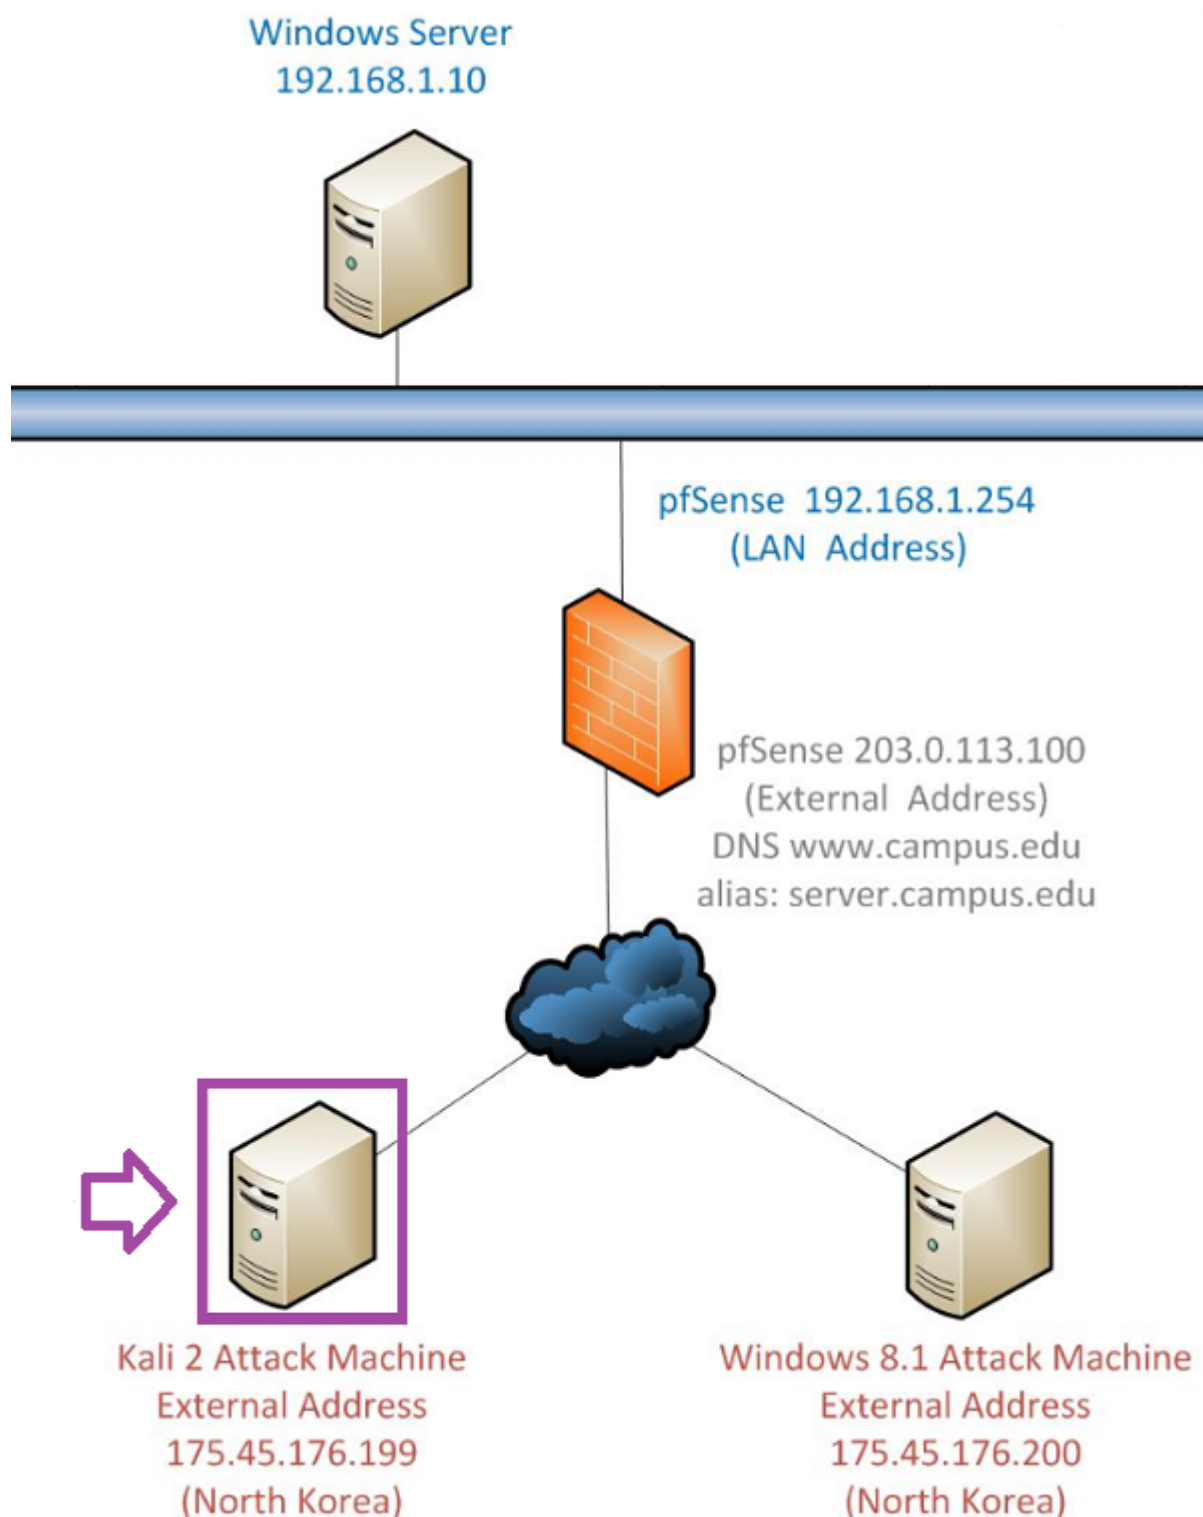 Windows Server
192.168.1.10
pfSense 192.168.1.254
(LAN Address)
pfSense 203.0.113.100
(External Address)
DNS www.campus.edu
alias: server.campus.edu
Kali 2 Attack Machine
External Address
175.45.176.199
(North Korea)
Windows 8.1 Attack Machine
External Address
175.45.176.200
(North Korea)